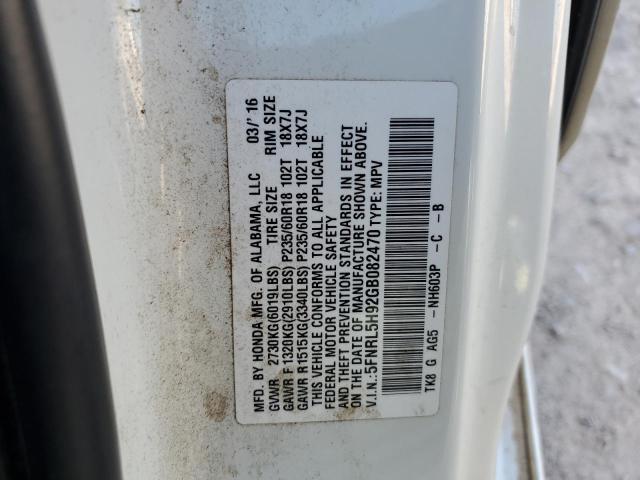 MFD. BY HONDA MFG. OF ALABAMA, LLC 03/' 16
GVWR 2730KG(6019LBS) TIRE SIZE RIM SIZE
GAWR F 1320KG(2910LBS) P235/60R18 102T 18X7J
GAWR R 1515KG(3340LBS) P235/60R18 102T 18X7J
THIS VEHICLE CONFORMS TO ALL APPLICABLE
FEDERAL MOTOR VEHICLE SAFETY
AND THEFT PREVENTION STANDARDS IN EFFECT
ON THE DATE OF MANUFACTURE SHOWN ABOVE.
V.I.N.:5FNRL5H92GB082470 TYPE: MPV
TK8 G AG5 -NH603P -C -B